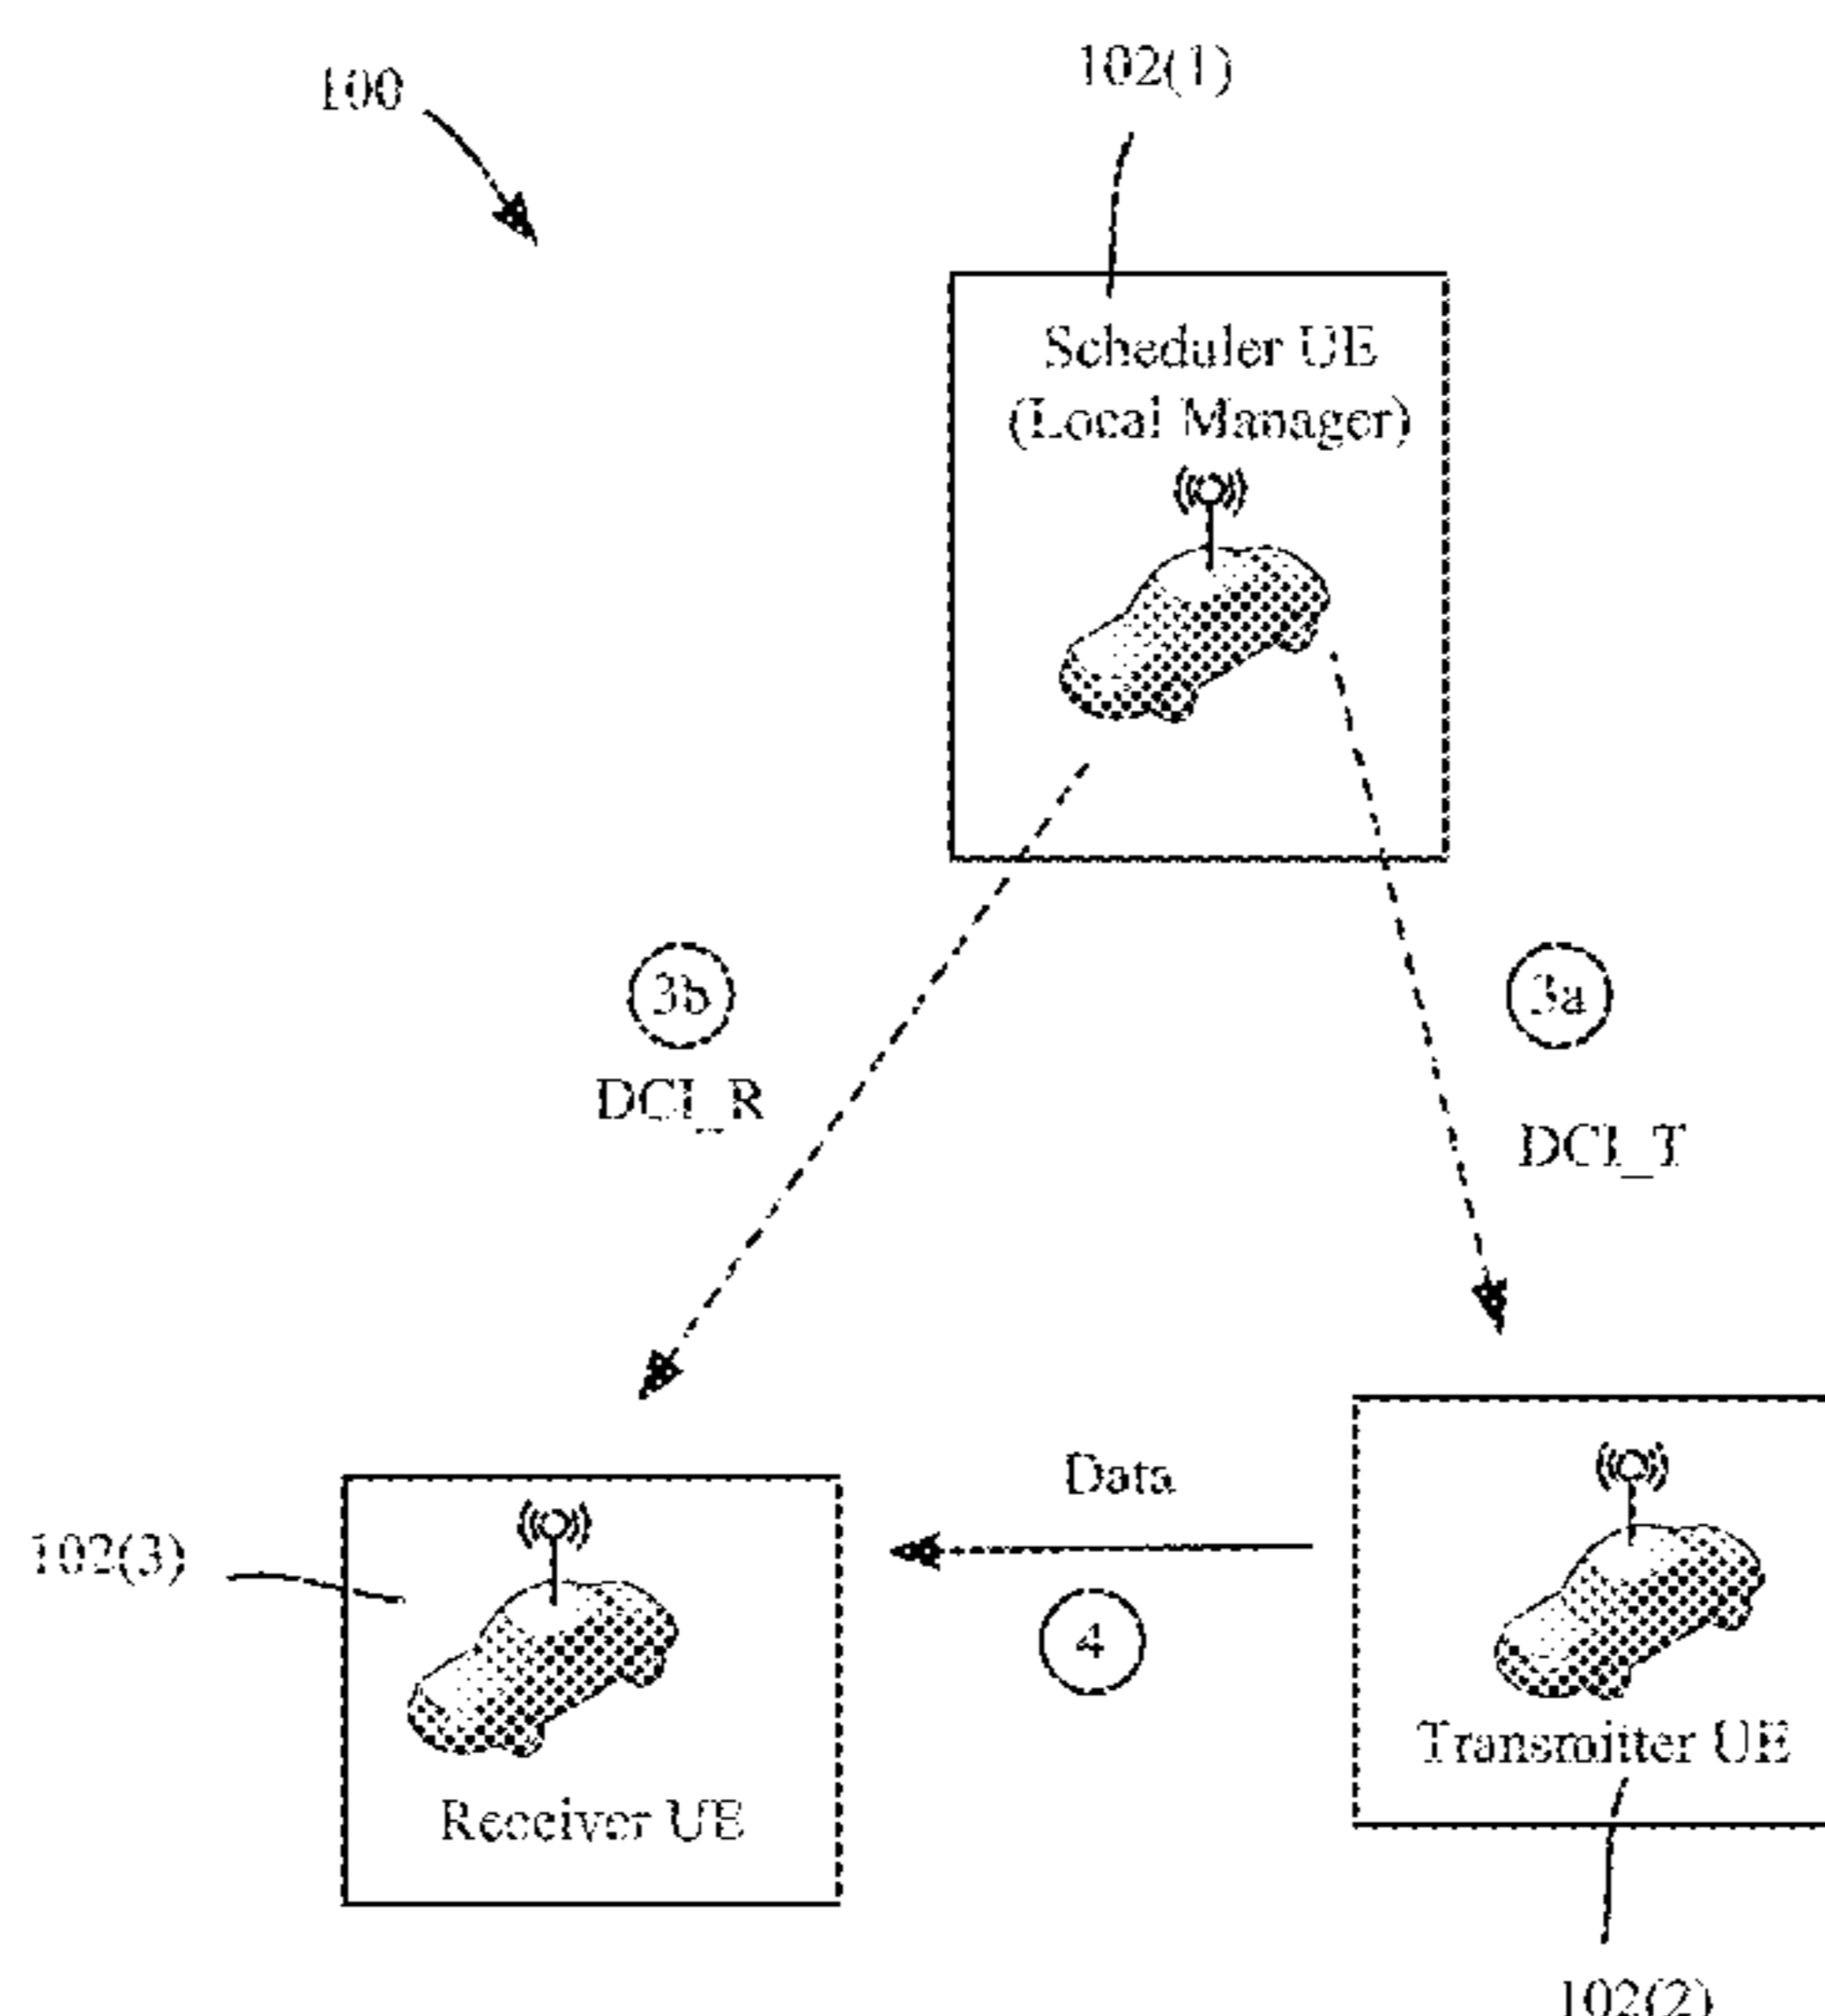 100
102(1)
Scheduler UE
(Local Manager)
3b
3a
DCI_R
DCI_T
Data
102(3)
4
Transmitter UE
Receiver UE
102(2)